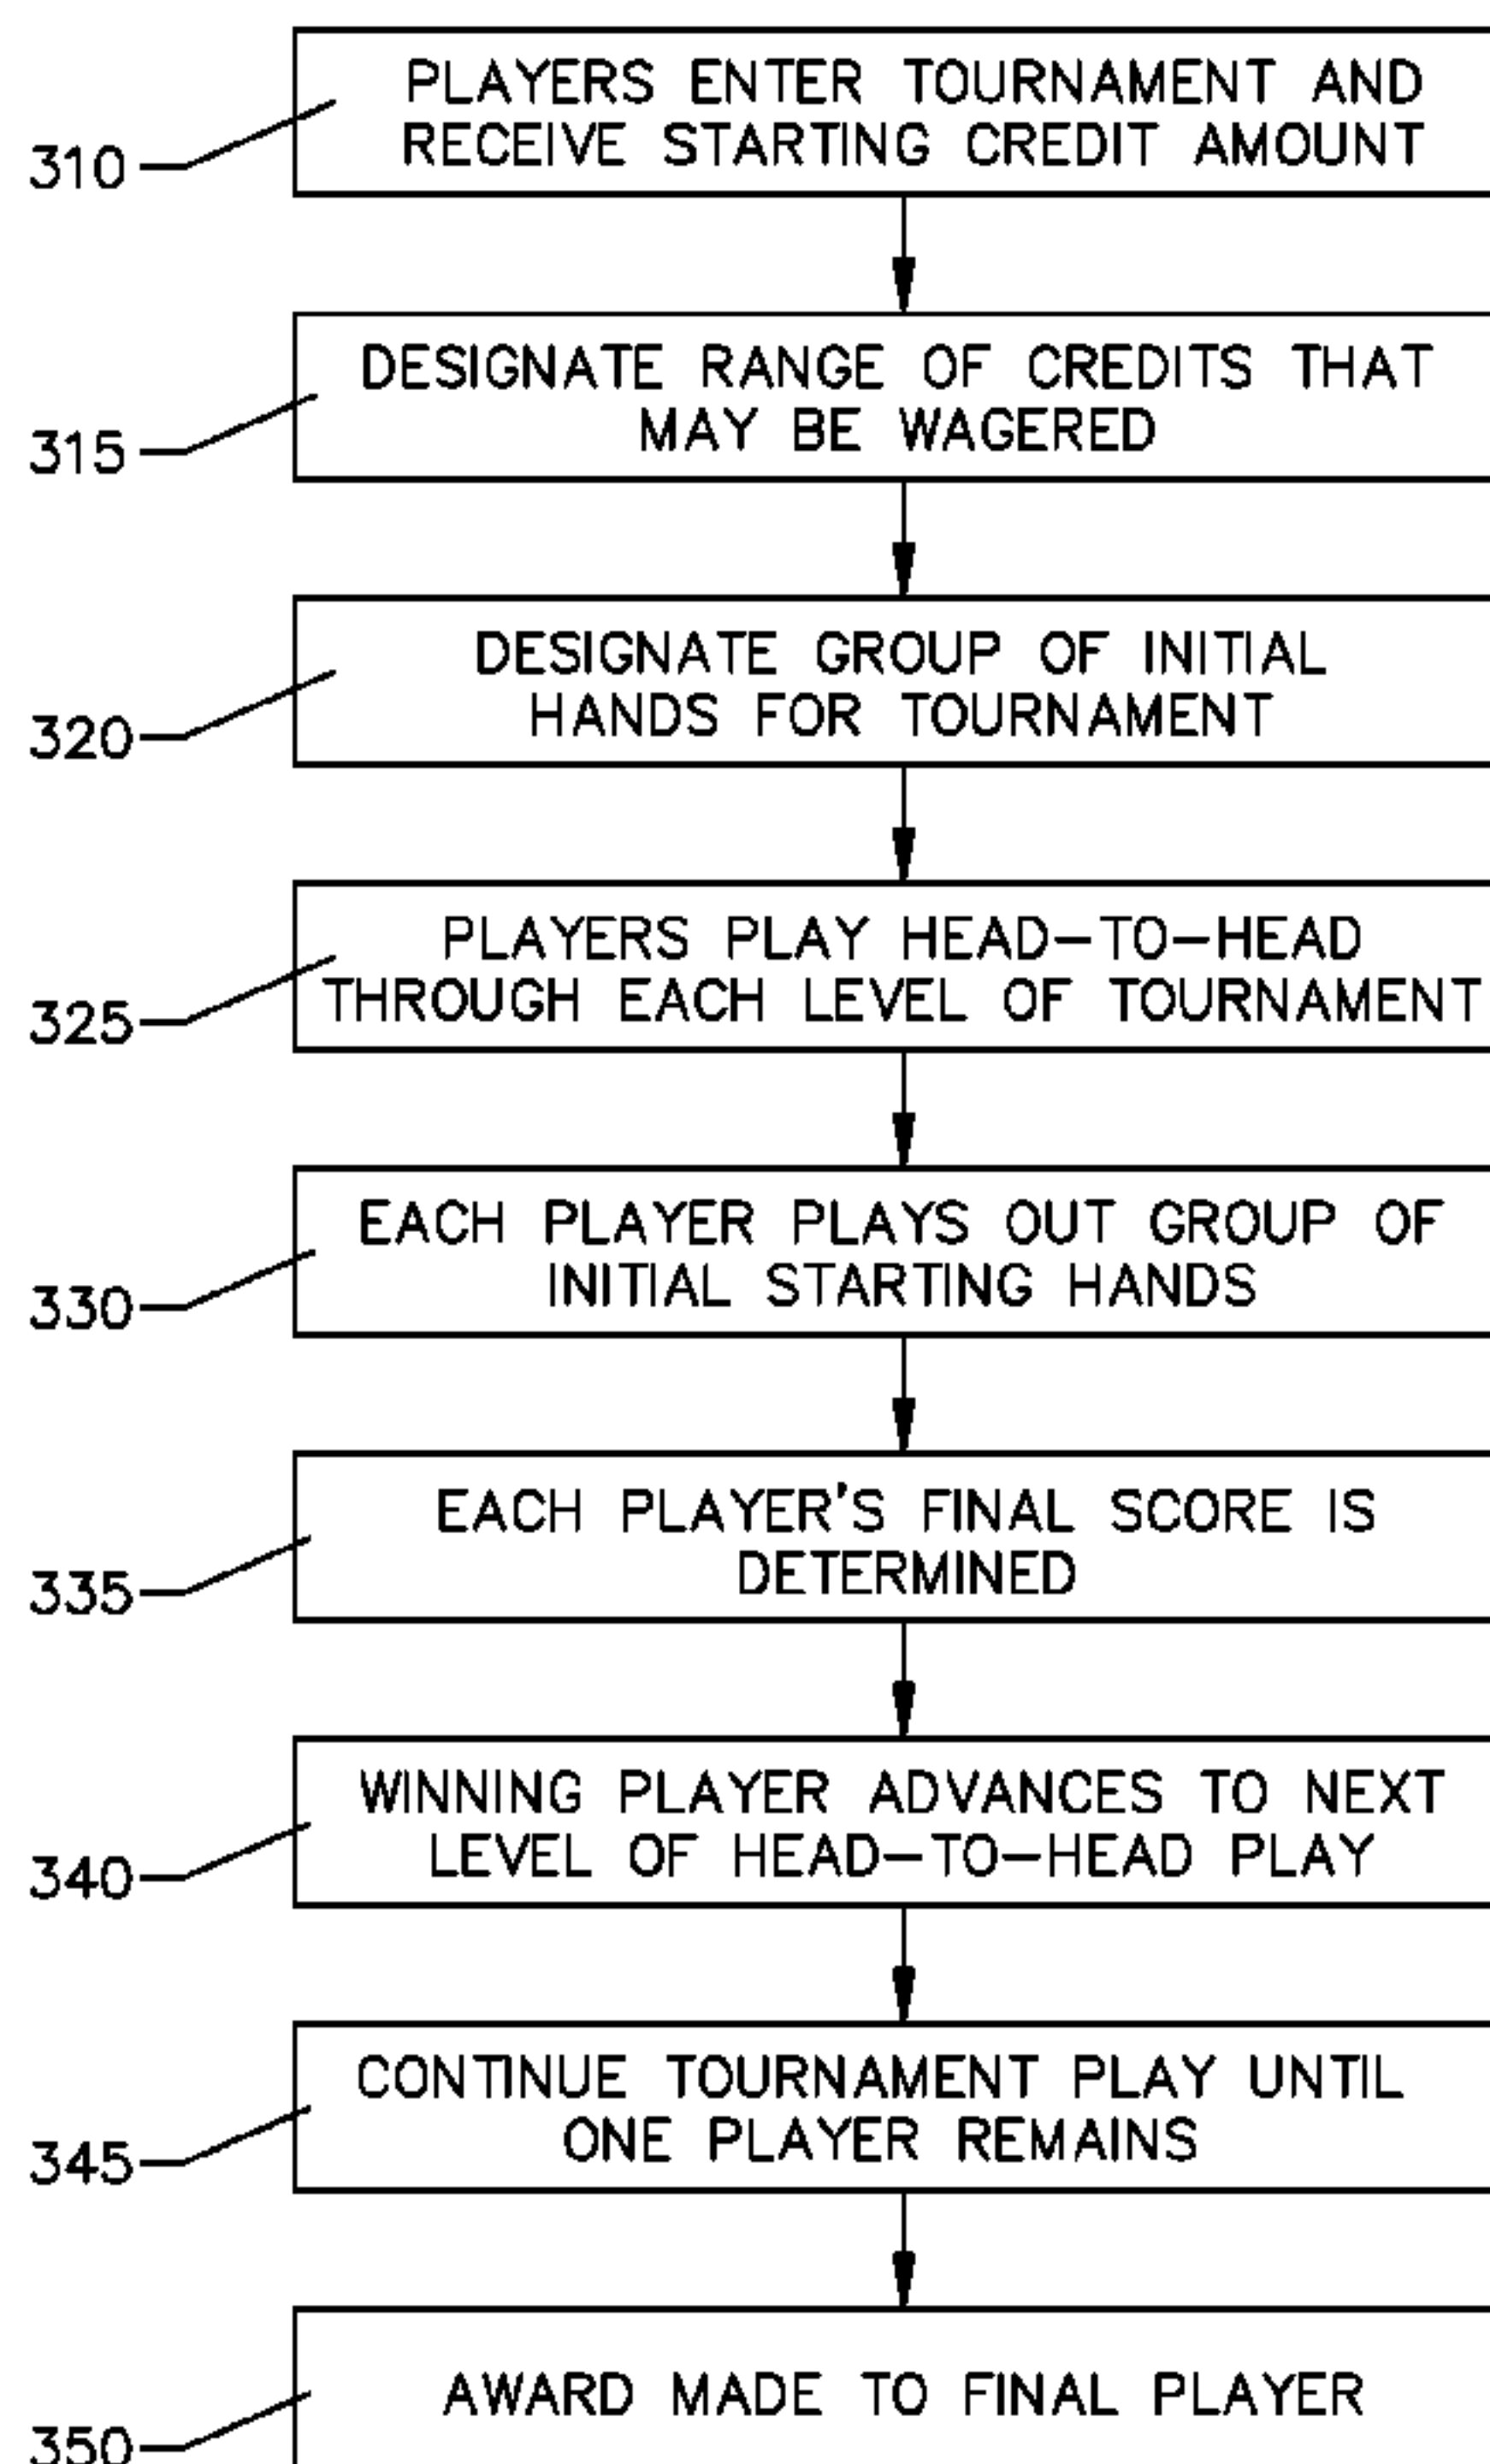 PLAYERS ENTER TOURNAMENT AND
RECEIVE STARTING CREDIT AMOUNT
310
DESIGNATE RANGE OF CREDITS THAT
MAY BE WAGERED
315
DESIGNATE GROUP OF INITIAL
HANDS FOR TOURNAMENT
320
PLAYERS PLAY HEAD-TO-HEAD
THROUGH EACH LEVEL OF TOURNAMENT
325
EACH PLAYER PLAYS OUT GROUP OF
INITIAL STARTING HANDS
330
EACH PLAYER'S FINAL SCORE IS
DETERMINED
335
WINNING PLAYER ADVANCES TO NEXT
LEVEL OF HEAD-TO-HEAD PLAY
340
CONTINUE TOURNAMENT PLAY UNTIL
ONE PLAYER REMAINS
345
AWARD MADE TO FINAL PLAYER
350